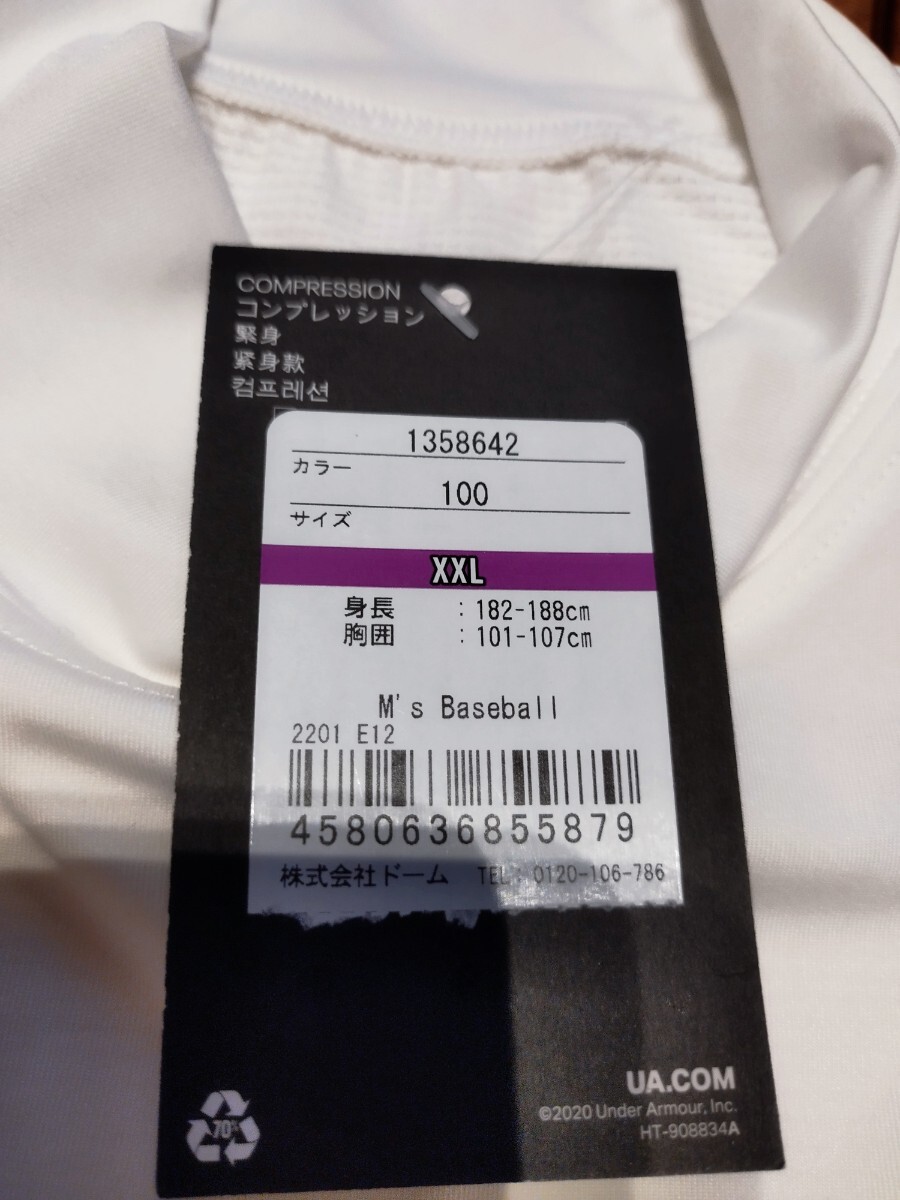 COMPRESSION
コンプレッション
緊身
紧身款
컴프레션
1358642
カラー
100
サイズ
XXL
身長 : 182-188cm
胸囲 : 101-107cm
M's Baseball
2201 E12
4580636855879
株式会社ドーム TEL: 0120-106-786
70%
UA.COM
©2020 Under Armour, Inc.
HT-908834A